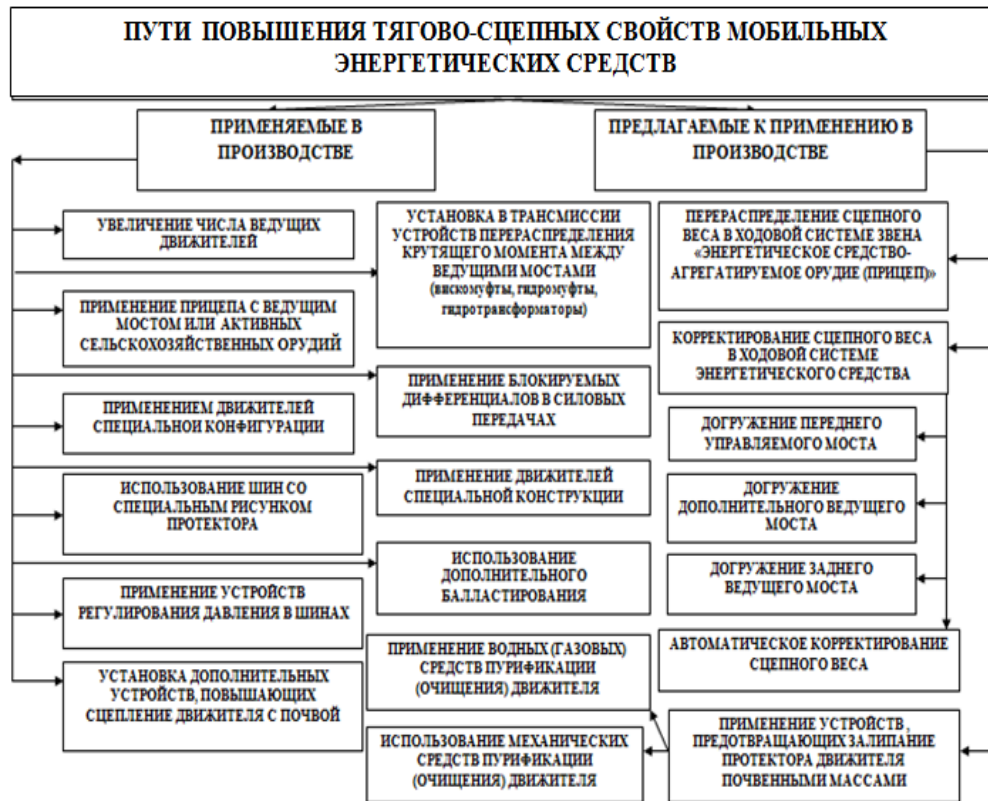 ПУТИ ПОВЫШЕНИЯ ТЯГОВО-СЦЕПНЫХ СВОЙСТВ МОБИЛЬНЫХ
ЭНЕРГЕТИЧЕСКИХ СРЕДСТВ
ПРИМЕНЯЕМЫЕ В
ПРОИЗВОДСТВЕ
ПРЕДЛАГАЕМЫЕ К ПРИМЕНЕНИЮ В
ПРОИЗВОДСТВЕ
УВЕЛИЧЕНИЕ ЧИСЛА ВЕДУЩИХ
ДВИЖИТЕЛЕЙ
ПРИМЕНЕНИЕ ПРИЦЕПА С ВЕДУЩИМ
МОСТОМ ИЛИ АКТИВНЫХ
СЕЛЬСКОХОЗЯЙСТВЕННЫХ ОРУДИЙ
ПРИМЕНЕНИЕМ ДВИЖИТЕЛЕЙ
СПЕЦИАЛЬНОИ КОНФИГУРАЦИИ
ИСПОЛЬЗОВАНИЕ ШИН СО
СПЕЦИАЛЬНЫМ РИСУНКОМ
ПРОТЕКТОРА
ПРИМЕНЕНИЕ УСТРОЙСТВ
РЕГУЛИРОВАНИЯ ДАВЛЕНИЯ В ШИНАХ
УСТАНОВКА ДОПОЛНИТЕЛЬНЫХ
УСТРОЙСТВ, ПОВЫШАЮЩИХ
СЦЕПЛЕНИЕ ДВИЖИТЕЛЯ С ПОЧВОЙ
УСТАНОВКА В ТРАНСМИССИИ
УСТРОЙСТВ ПЕРЕРАСПРЕДЕЛЕНИЯ
КРУТЯЩЕГО МОМЕНТА МЕЖДУ
ВЕДУЩИМИ МОСТАМИ
(вискомуфты, гидромуфты,
гидротрансформаторы)
ПРИМЕНЕНИЕ БЛОКИРУЕМЫХ
ДИФФЕРЕНЦИАЛОВ В СИЛОВЫХ
ПЕРЕДАЧАХ
ПРИМЕНЕНИЕ ДВИЖИТЕЛЕЙ
СПЕЦИАЛЬНОЙ КОНСТРУКЦИИ
ИСПОЛЬЗОВАНИЕ
ДОПОЛНИТЕЛЬНОГО
БАЛЛАСТИРОВАНИЯ
ПРИМЕНЕНИЕ ВОДНЫХ (ГАЗОВЫХ)
СРЕДСТВ ПУРИФИКАЦИИ
(ОЧИЩЕНИЯ) ДВИЖИТЕЛЯ
ИСПОЛЬЗОВАНИЕ МЕХАНИЧЕСКИХ
СРЕДСТВ ПУРИФИКАЦИИ
(ОЧИЩЕНИЯ) ДВИЖИТЕЛЯ
ПЕРЕРАСПРЕДЕЛЕНИЕ СЦЕПНОГО
ВЕСА В ХОДОВОЙ СИСТЕМЕ ЗВЕНА
«ЭНЕРГЕТИЧЕСКОЕ СРЕДСТВО-
АГРЕГАТИРУЕМОЕ ОРУДИЕ (ПРИЦЕП)»
КОРРЕКТИРОВАНИЕ СЦЕПНОГО ВЕСА
В ХОДОВОЙ СИСТЕМЕ
ЭНЕРГЕТИЧЕСКОГО СРЕДСТВА
ДОГРУЖЕНИЕ ПЕРЕДНЕГО
УПРАВЛЯЕМОГО МОСТА
ДОГРУЖЕНИЕ
ДОПОЛНИТЕЛЬНОГО ВЕДУЩЕГО
МОСТА
ДОГРУЖЕНИЕ ЗАДНЕГО
ВЕДУЩЕГО МОСТА
АВТОМАТИЧЕСКОЕ КОРРЕКТИРОВАНИЕ
СЦЕПНОГО ВЕСА
ПРИМЕНЕНИЕ УСТРОЙСТВ ,
ПРЕДОТВРАЩАЮЩИХ ЗАЛИПАНИЕ
ПРОТЕКТОРА ДВИЖИТЕЛЯ
ПОЧВЕННЫМИ МАССАМИ